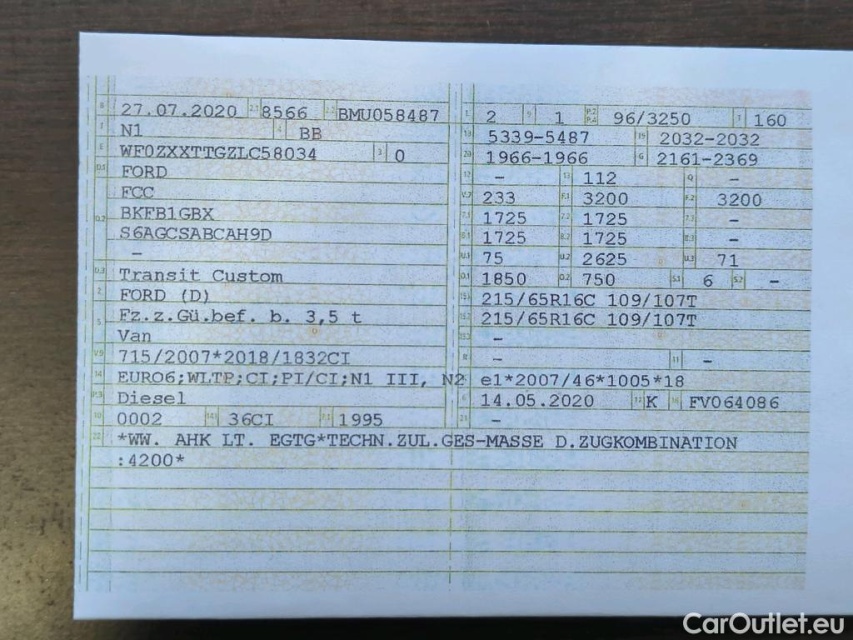 27.07.2020 8566 BMU058487 2 1 96/3250 160
N1 BB 5339-5487 2032-2032
WF0ZXXTTGZLC58034 0 1966-1966 2161-2369
FORD - 112 -
FCC 233 3200 3200
BKFB1GBX 1725 1725 -
S6AGCSABCAH9D 1725 1725 -
- 75 2625 71
Transit Custom 1850 750 6 -
FORD (D) 215/65R16C 109/107T
Fz.z.Gü.bef. b. 3,5 t 215/65R16C 109/107T
Van -
715/2007*2018/1832CI - -
EURO6;WLTP;CI;PI/CI;N1 III, N2 e1*2007/46*1005*18
Diesel 14.05.2020 K FV064086
0002 36CI 1995 -
*WW. AHK LT. EGTG*TECHN.ZUL.GES-MASSE D.ZUGKOMBINATION
:4200*
CarOutlet.eu